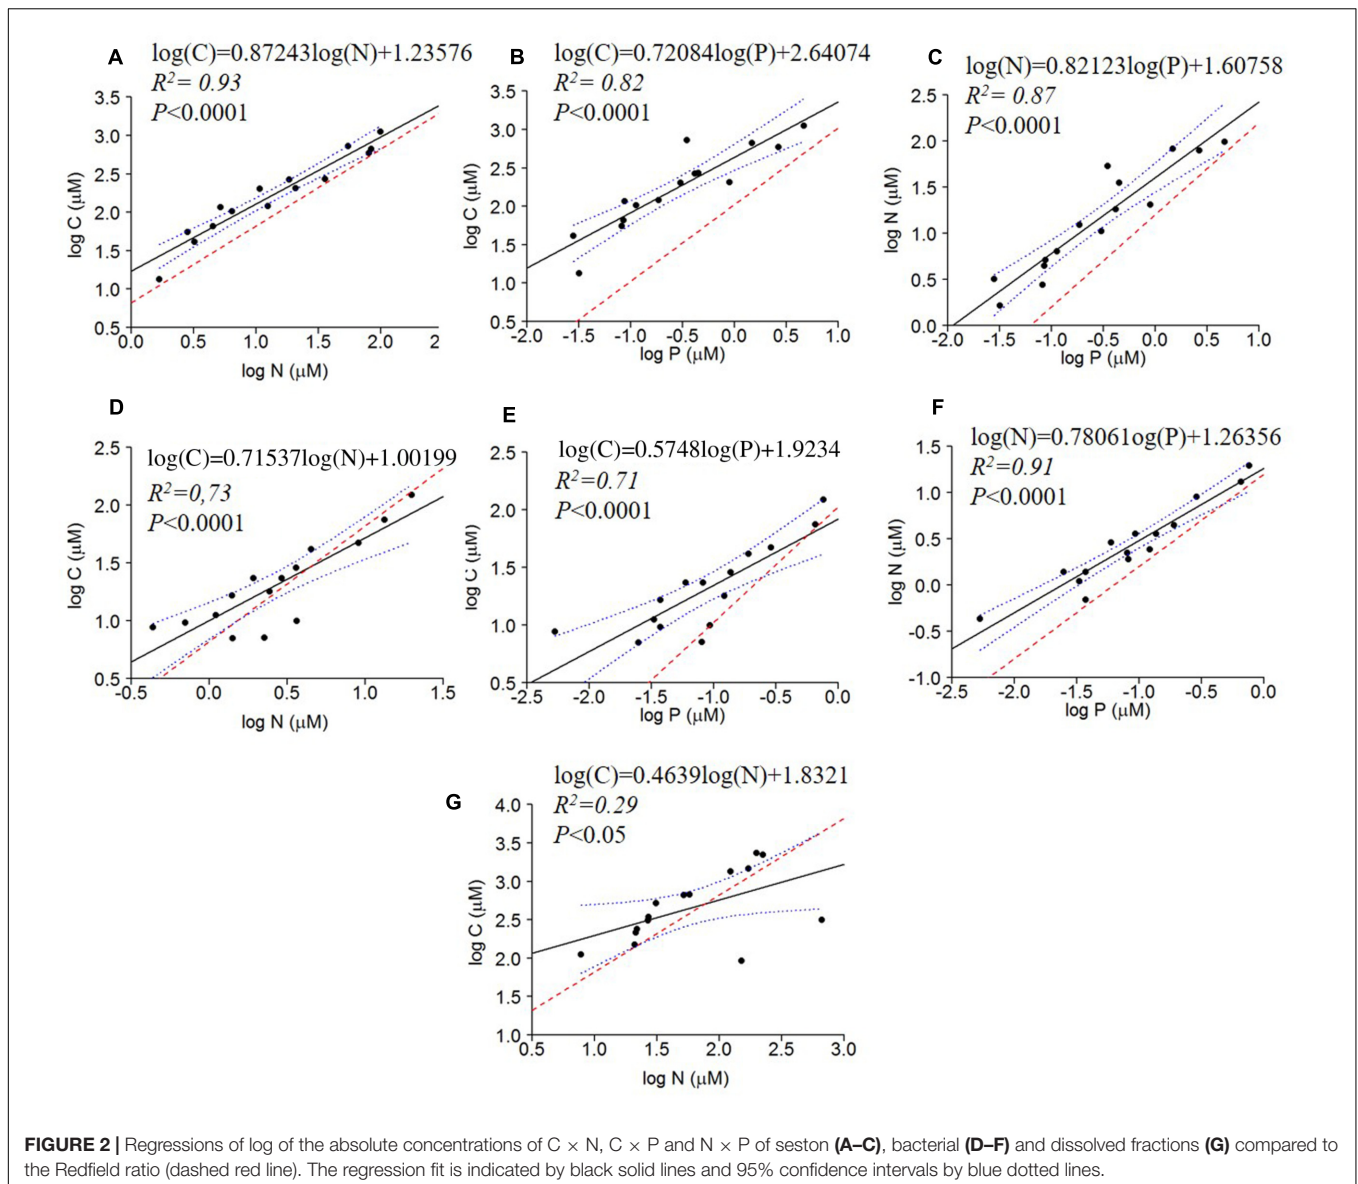 A
log(C)=0.87243log(N)+1.23576
R²= 0.93
P<0.0001
3.5
3.0
2.5
2.0
1.5
1.0
0.5
log C (µM)
0.0 0.5 1.0 1.5 2.0 2
log N (µM)
B
log(C)=0.72084log(P)+2.64074
R²= 0.82
P<0.0001
3.5
3.0
2.5
2.0
1.5
1.0
0.5
log C (µM)
-2.0 -1.5 -1.0 -0.5 0.0 0.5 1.0
log P (µM)
C
log(N)=0.82123log(P)+1.60758
R²= 0.87
P<0.0001
2.5
2.0
1.5
1.0
0.5
0.0
log N (µM)
-2.0 -1.5 -1.0 -0.5 0.0 0.5 1.0
log P (µM)
D
log(C)=0.71537log(N)+1.00199
R²=0,73
P<0.0001
2.5
2.0
1.5
1.0
0.5
log C (µM)
-0.5 0.0 0.5 1.0 1.5
log N (µM)
E
log(C)=0.5748log(P)+1.9234
R²=0.71
P<0.0001
2.5
2.0
1.5
1.0
0.5
log C (µM)
-2.5 -2.0 -1.5 -1.0 -0.5 0.0
log P (µM)
F
log(N)=0.78061og(P)+1.26356
R²=0.91
P<0.0001
1.5
1.0
0.5
0.0
-0.5
-1.0
log N (µM)
-2.5 -2.0 -1.5 -1.0 -0.5 0.0
log P (µM)
G
log(C)=0.4639log(N)+1.8321
R²=0.29
P<0.05
4.0
3.5
3.0
2.5
2.0
1.5
1.0
log C (µM)
0.5 1.0 1.5 2.0 2.5 3.0
log N (µM)
FIGURE 2 | Regressions of log of the absolute concentrations of C × N, C × P and N × P of seston (A–C), bacterial (D–F) and dissolved fractions (G) compared to
the Redfield ratio (dashed red line). The regression fit is indicated by black solid lines and 95% confidence intervals by blue dotted lines.